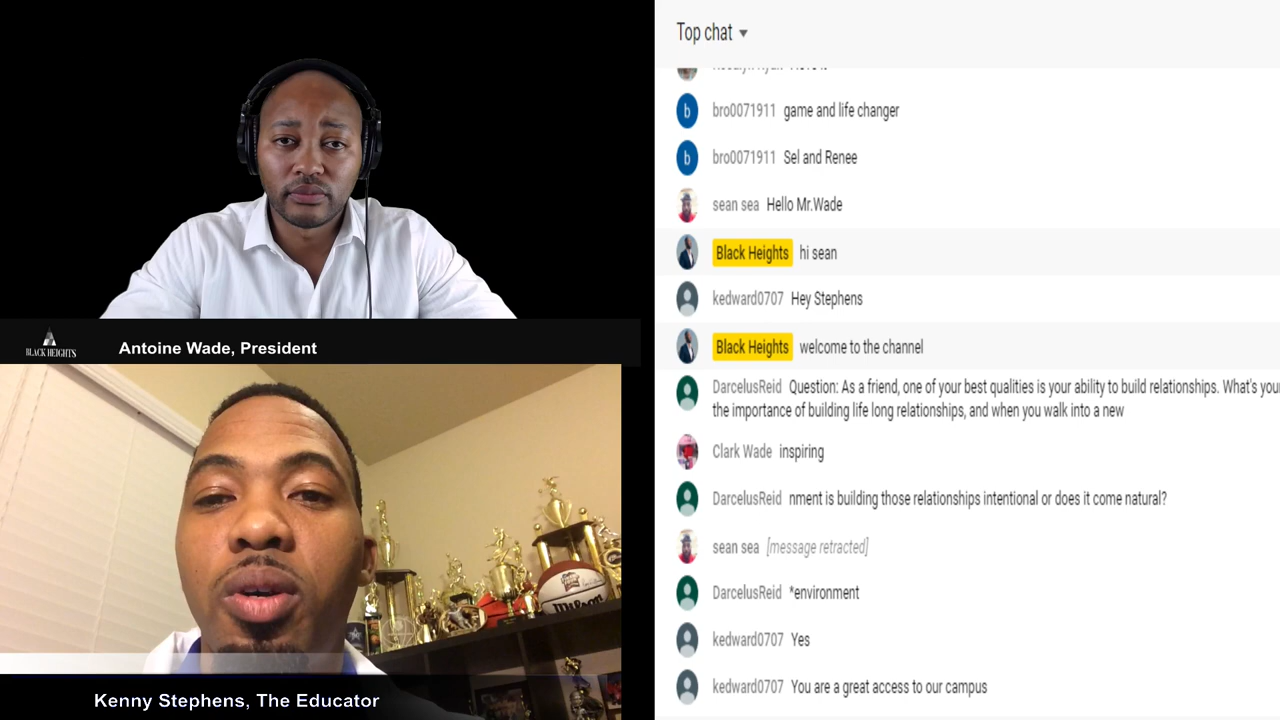 BLACK HEIGHTS
Antoine Wade, President
Wilson
Kenny Stephens, The Educator
Top chat
bro0071911 game and life changer
bro0071911 Sel and Renee
sean sea Hello Mr.Wade
Black Heights hi sean
kedward0707 Hey Stephens
Black Heights welcome to the channel
DarcelusReid Question: As a friend, one of your best qualities is your ability to build relationships. What's
the importance of building life long relationships, and when you walk into a new
Clark Wade inspiring
DarcelusReid nment is building those relationships intentional or does it come natural?
sean sea [message retracted]
DarcelusReid *environment
kedward0707 Yes
kedward0707 You are a great access to our campus